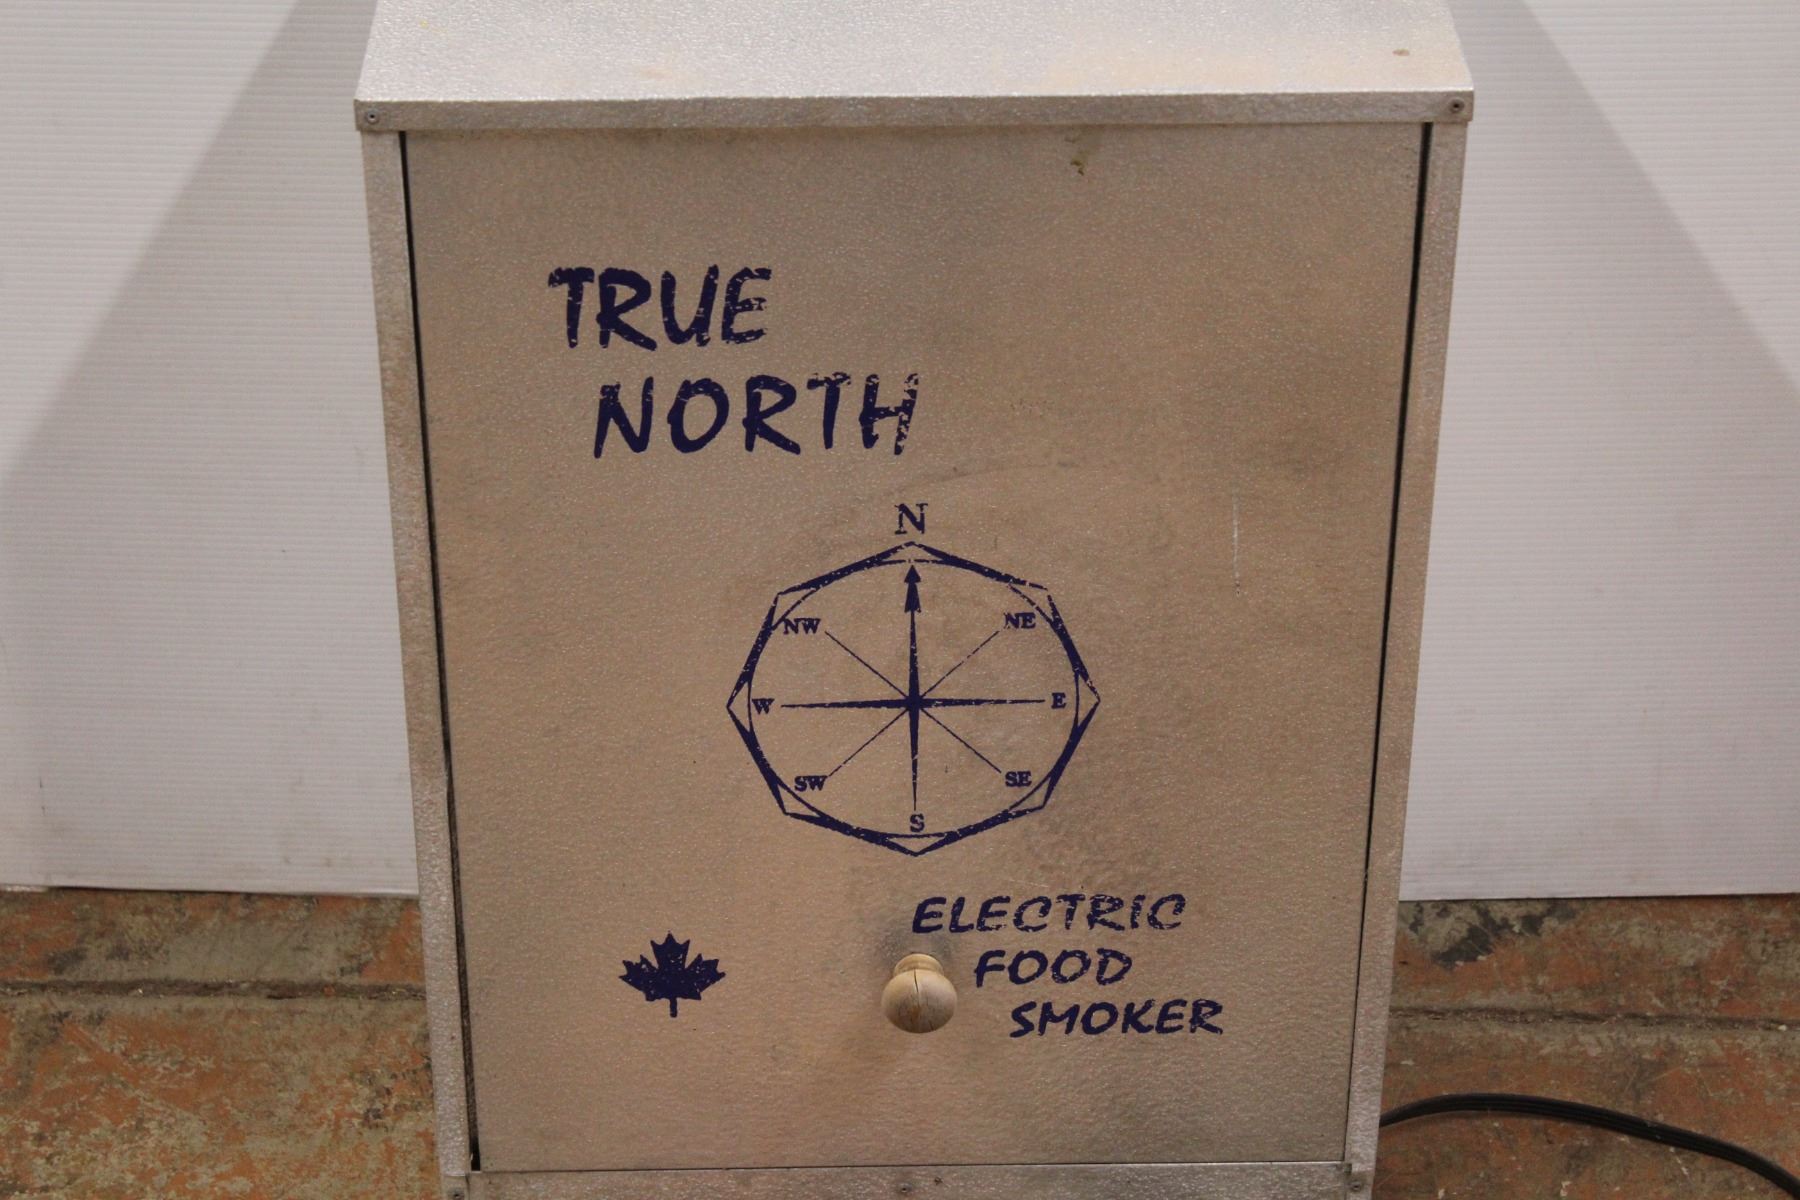 TRUE
NORTH
N
NW NE
W E
SW SE
S
ELECTRIC
FOOD
SMOKER